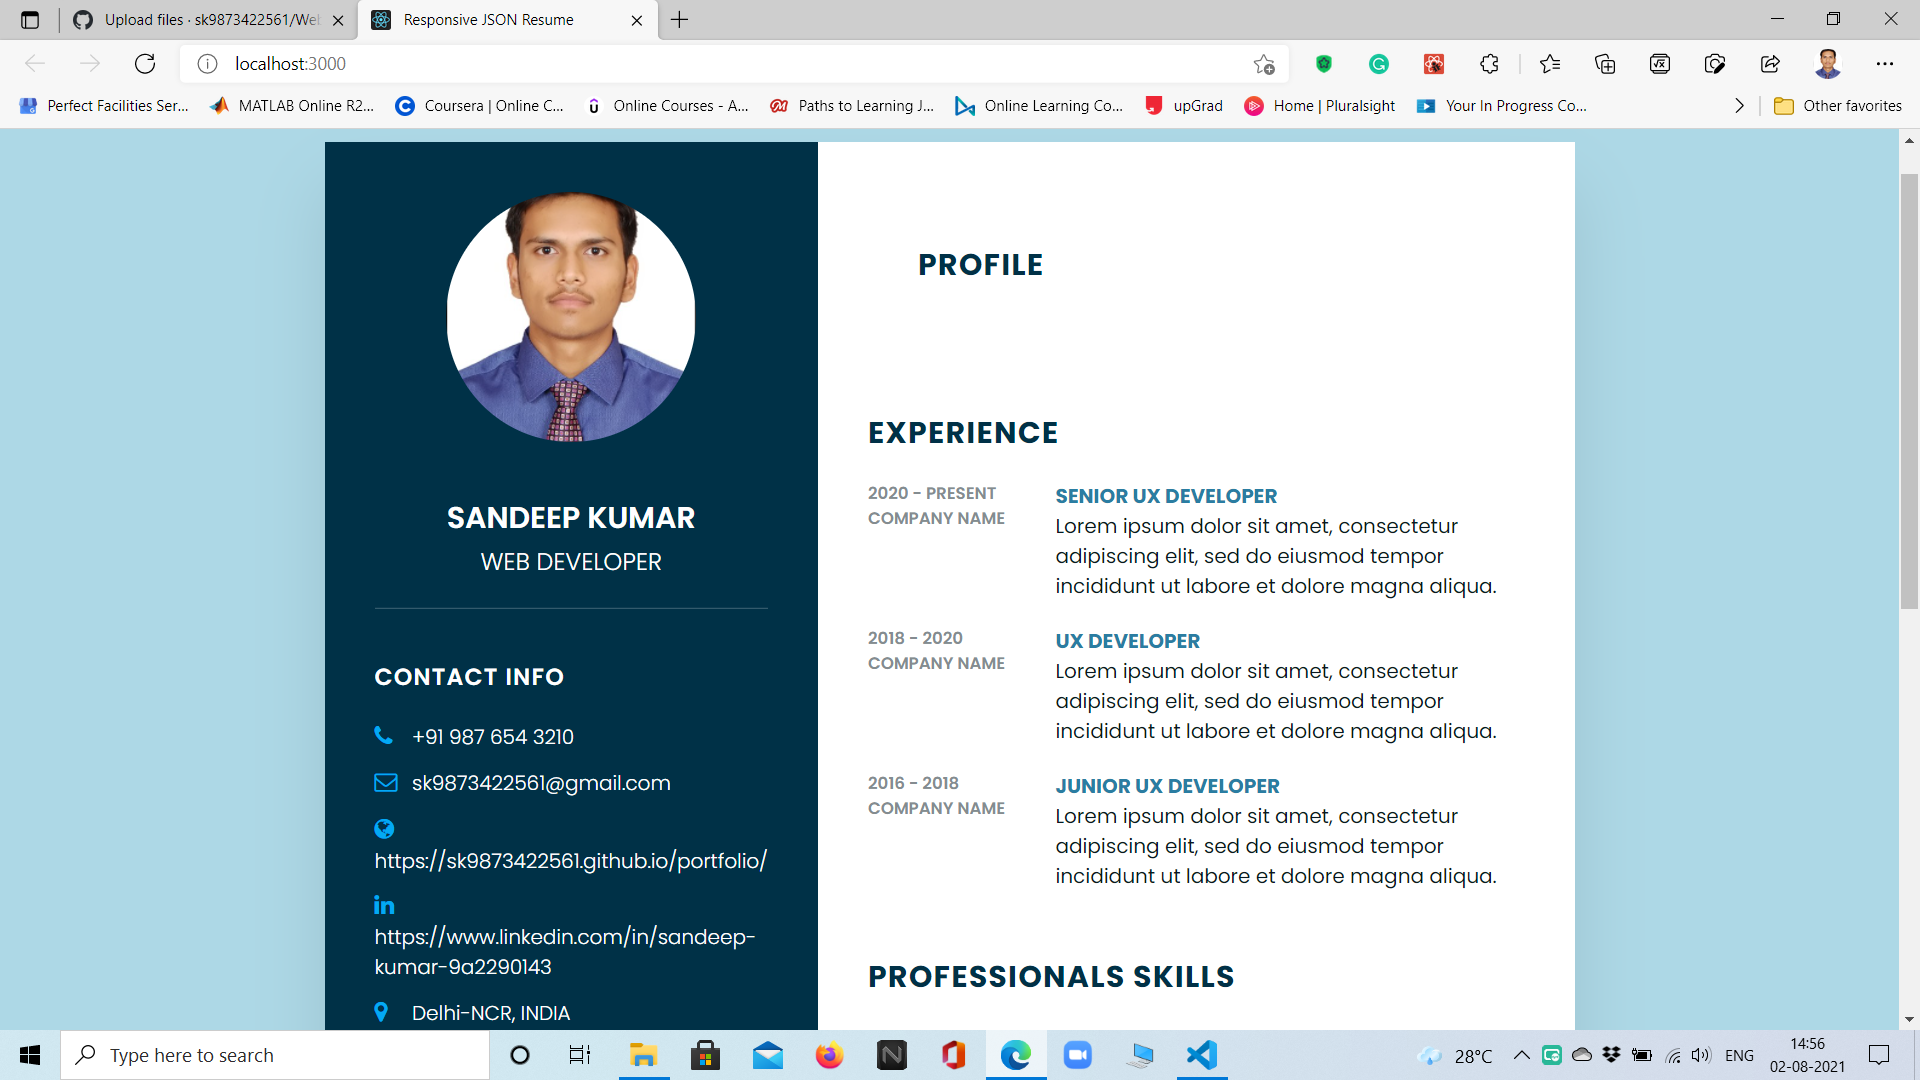 Upload files · sk9873422561/We
Responsive JSON Resume
localhost:3000
Perfect Facilities Ser...
MATLAB Online R2...
Coursera | Online C...
Online Courses - A...
Paths to Learning J...
Online Learning Co...
upGrad
Home | Pluralsight
Your In Progress Co...
Other favorites
SANDEEP KUMAR
WEB DEVELOPER
CONTACT INFO
+91 987 654 3210
sk9873422561@gmail.com
https://sk9873422561.github.io/portfolio/
https://www.linkedin.com/in/sandeep-
kumar-9a2290143
Delhi-NCR, INDIA
PROFILE
EXPERIENCE
2020 - PRESENT
COMPANY NAME
SENIOR UX DEVELOPER
Lorem ipsum dolor sit amet, consectetur
adipiscing elit, sed do eiusmod tempor
incididunt ut labore et dolore magna aliqua.
2018 - 2020
COMPANY NAME
UX DEVELOPER
Lorem ipsum dolor sit amet, consectetur
adipiscing elit, sed do eiusmod tempor
incididunt ut labore et dolore magna aliqua.
2016 - 2018
COMPANY NAME
JUNIOR UX DEVELOPER
Lorem ipsum dolor sit amet, consectetur
adipiscing elit, sed do eiusmod tempor
incididunt ut labore et dolore magna aliqua.
PROFESSIONALS SKILLS
Type here to search
28°C
ENG
14:56
02-08-2021